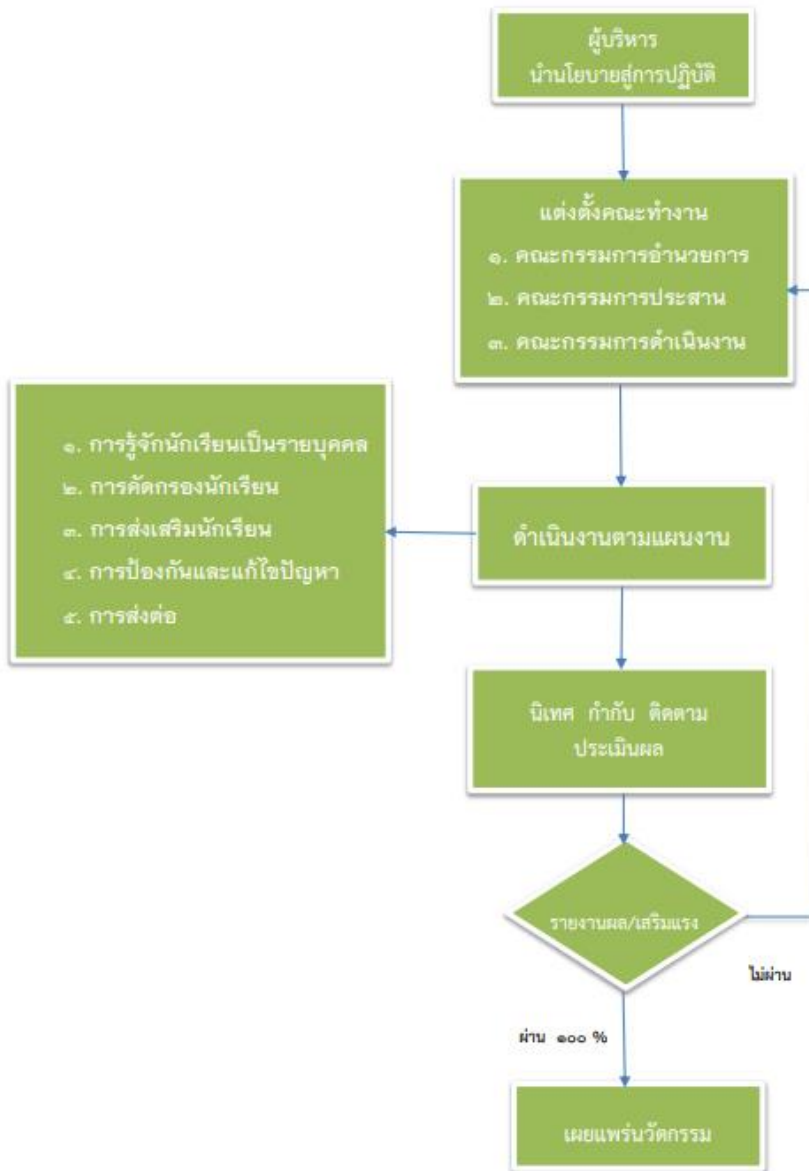 ผู้บริหาร
นำนโยบายสู่การปฏิบัติ
แต่งตั้งคณะทำงาน
๑. คณะกรรมการอำนวยการ
๒. คณะกรรมการประสาน
๓. คณะกรรมการดำเนินงาน
๑. การรู้จักนักเรียนเป็นรายบุคคล
๒. การคัดกรองนักเรียน
๓. การส่งเสริมนักเรียน
๔. การป้องกันและแก้ไขปัญหา
๕. การส่งต่อ
ดำเนินงานตามแผนงาน
นิเทศ กำกับ ติดตาม
ประเมินผล
รายงานผล/เสริมแรง
ไม่ผ่าน
ผ่าน ๑๐๐ %
เผยแพร่นวัตกรรม